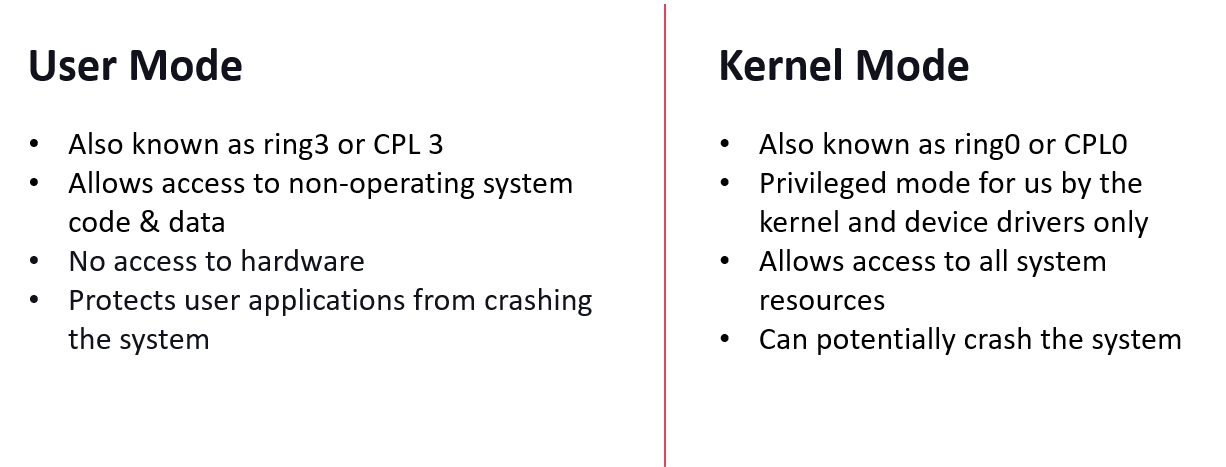 User Mode
• Also known as ring3 or CPL 3
• Allows access to non-operating system
code & data
• No access to hardware
• Protects user applications from crashing
the system
Kernel Mode
• Also known as ring0 or CPL0
• Privileged mode for us by the
kernel and device drivers only
• Allows access to all system
resources
• Can potentially crash the system